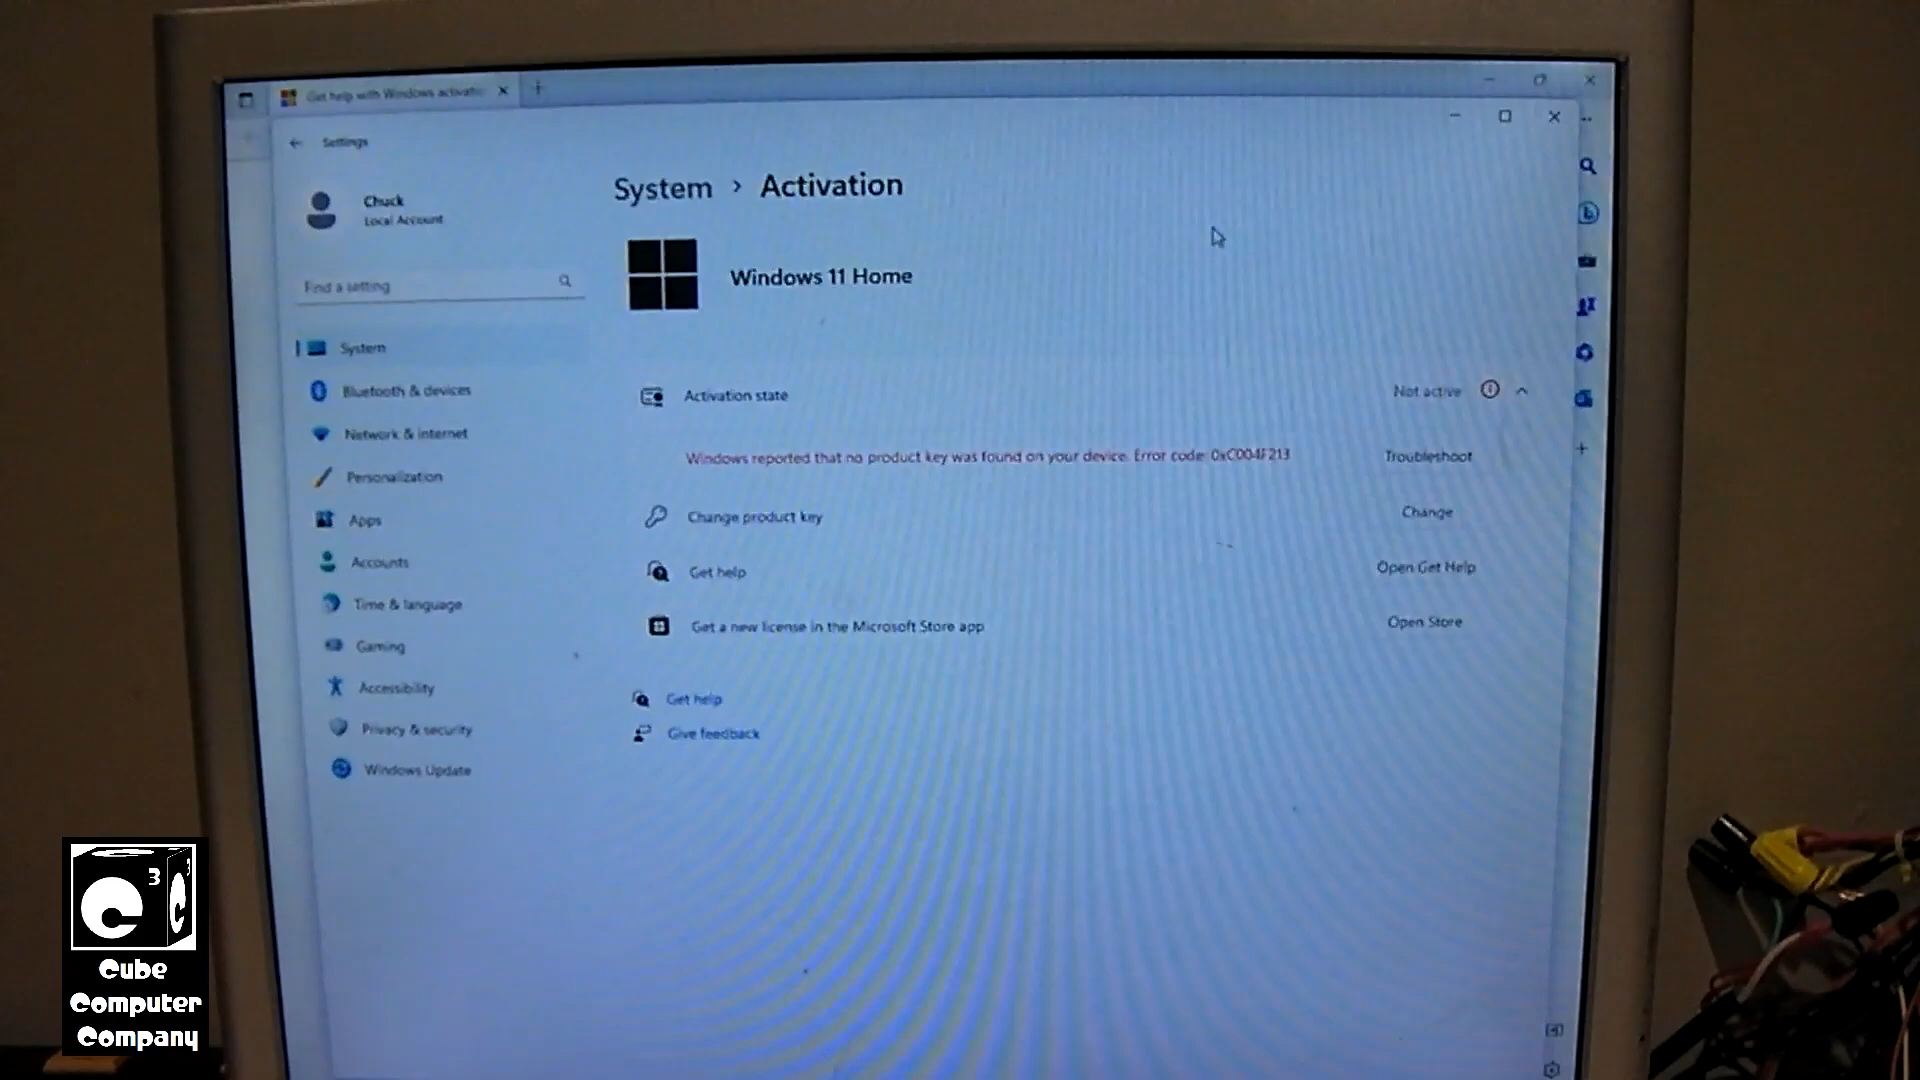 Get help with Windows activati
Settings
Chuck
Local Account
Find a setting
System
Bluetooth & devices
Network & internet
Personalization
Apps
Accounts
Time & language
Gaming
Accessibility
Privacy & security
Windows Update
System > Activation
Windows 11 Home
Activation state
Not active
Windows reported that no product key was found on your device. Error code: 0xC004F213
Troubleshoot
Change product key
Change
Get help
Open Get Help
Get a new license in the Microsoft Store app
Open Store
Get help
Give feedback
C3 C3
Cube
Computer
Company